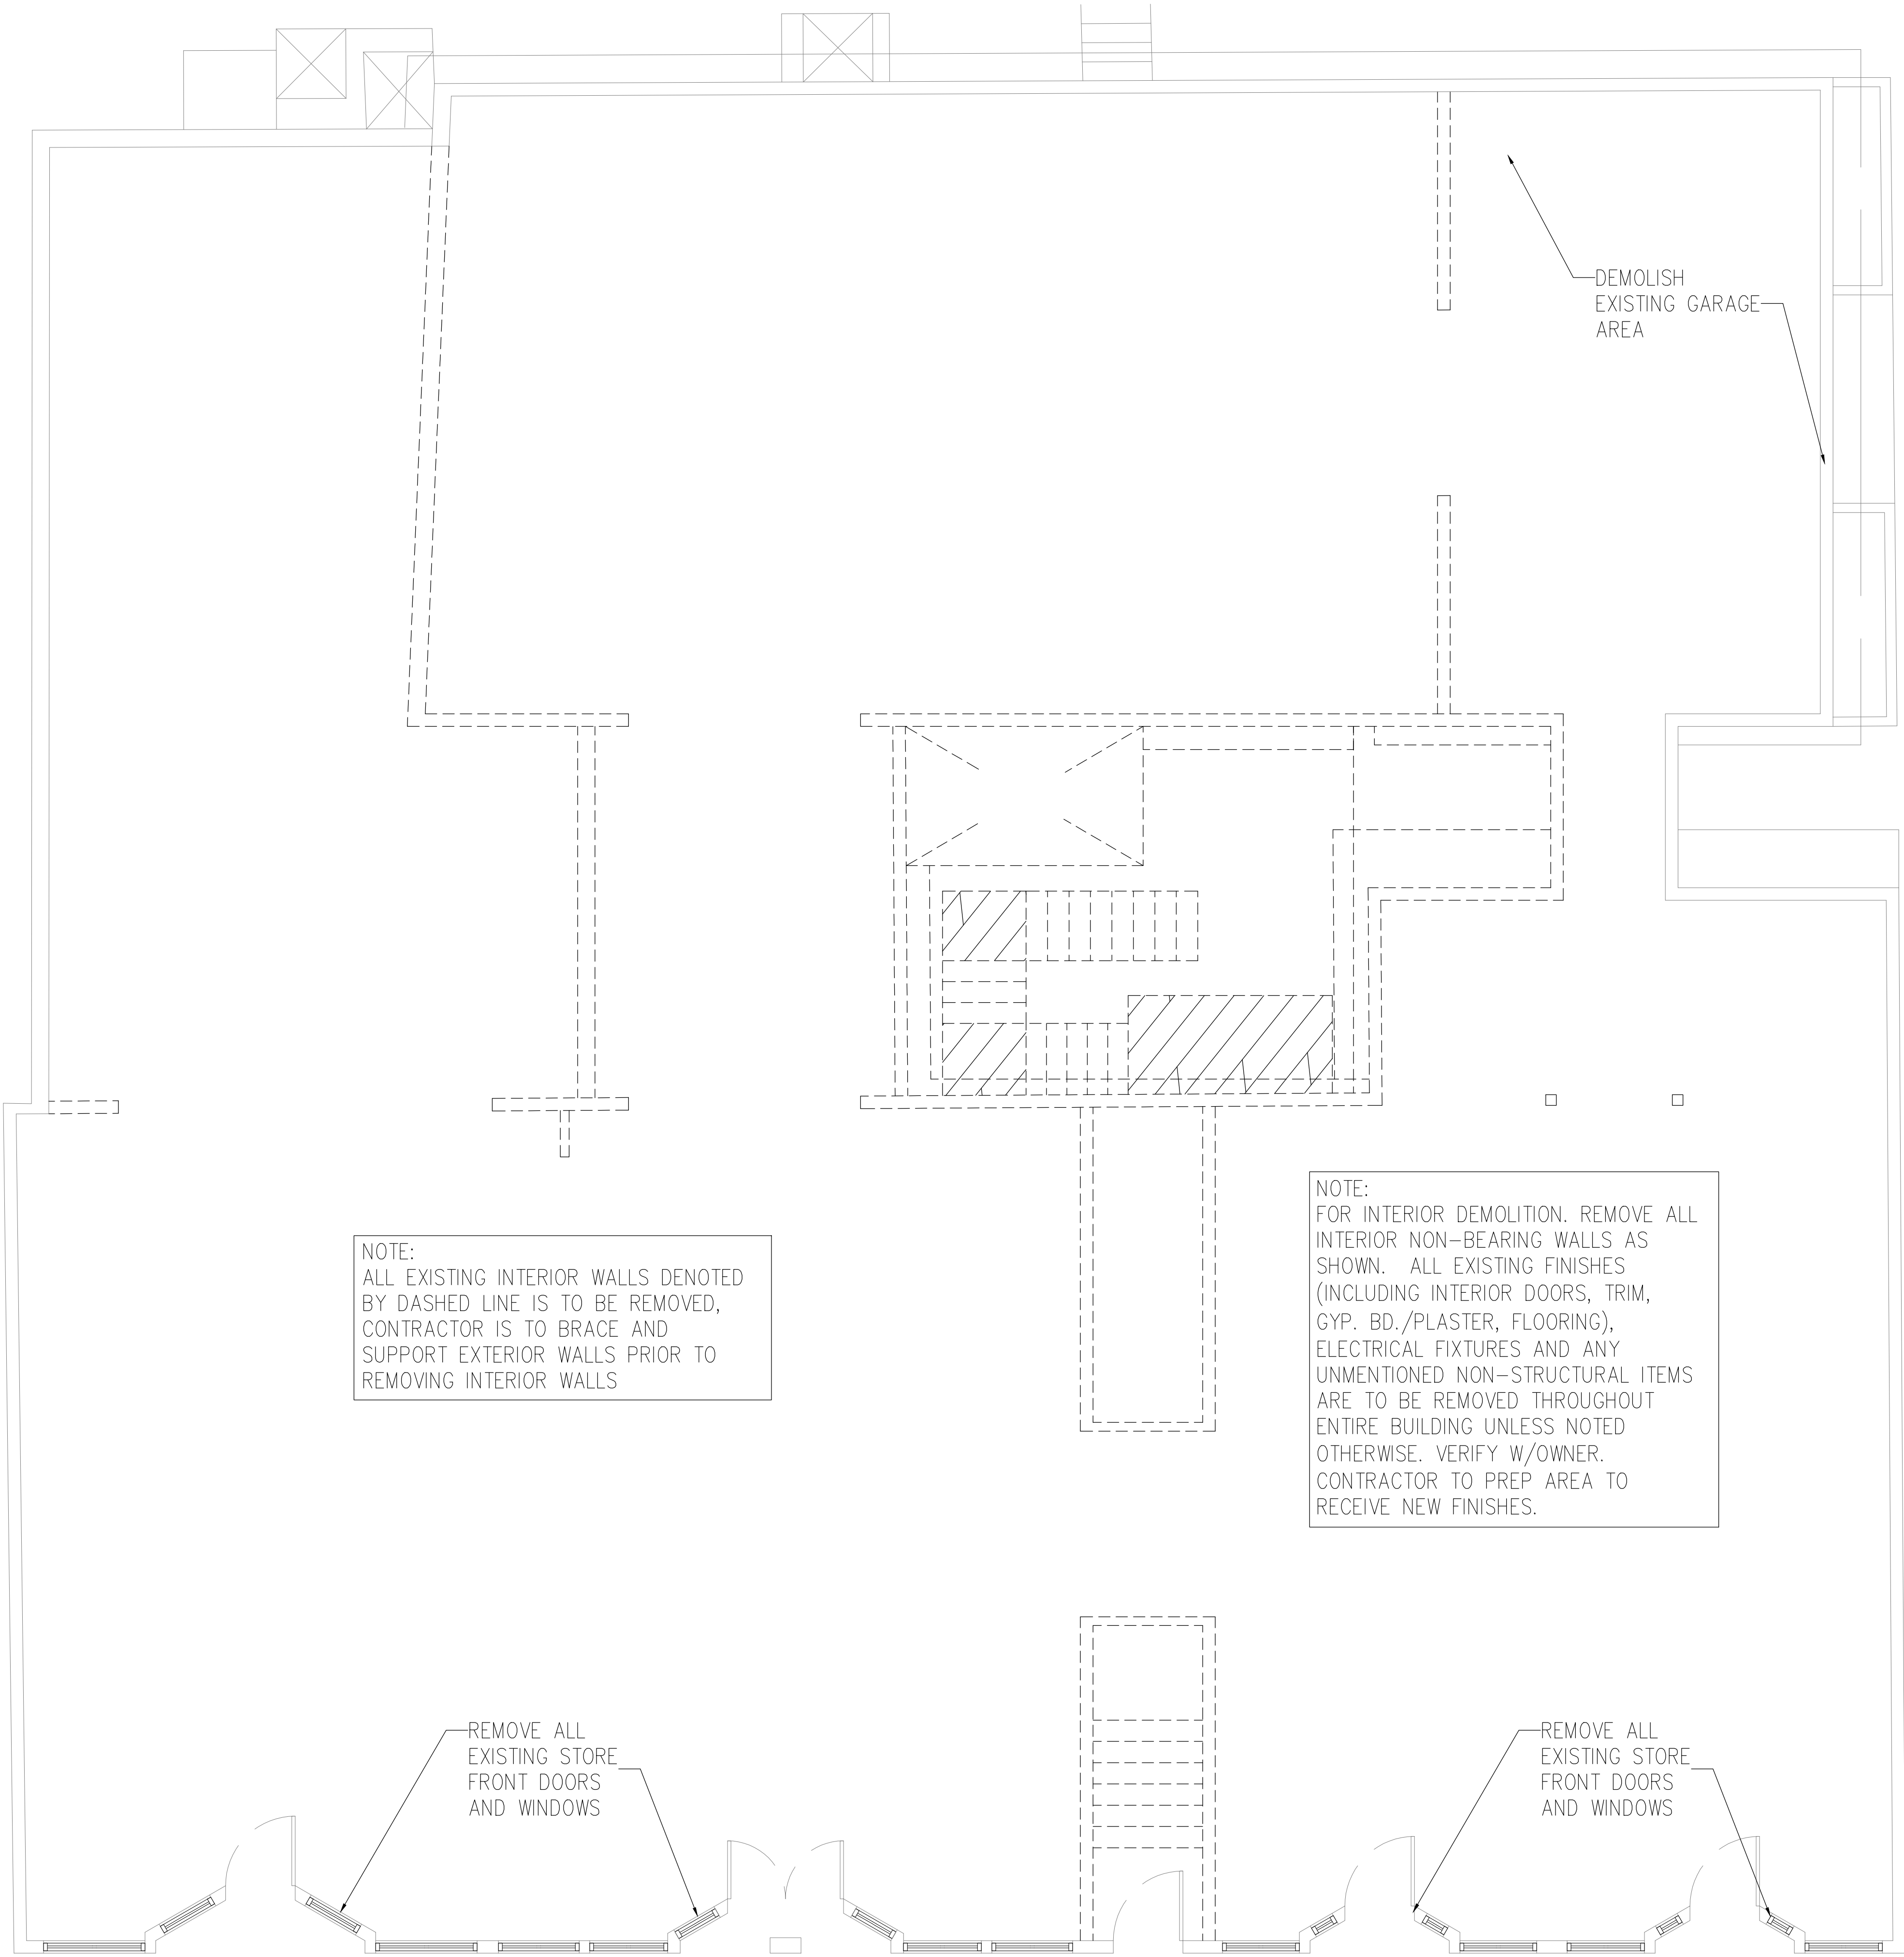 DEMOLISH
EXISTING GARAGE
AREA
NOTE:
ALL EXISTING INTERIOR WALLS DENOTED
BY DASHED LINE IS TO BE REMOVED,
CONTRACTOR IS TO BRACE AND
SUPPORT EXTERIOR WALLS PRIOR TO
REMOVING INTERIOR WALLS
NOTE:
FOR INTERIOR DEMOLITION. REMOVE ALL
INTERIOR NON-BEARING WALLS AS
SHOWN. ALL EXISTING FINISHES
(INCLUDING INTERIOR DOORS, TRIM,
GYP. BD./PLASTER, FLOORING),
ELECTRICAL FIXTURES AND ANY
UNMENTIONED NON-STRUCTURAL ITEMS
ARE TO BE REMOVED THROUGHOUT
ENTIRE BUILDING UNLESS NOTED
OTHERWISE. VERIFY W/OWNER.
CONTRACTOR TO PREP AREA TO
RECEIVE NEW FINISHES.
REMOVE ALL
EXISTING STORE
FRONT DOORS
AND WINDOWS
REMOVE ALL
EXISTING STORE
FRONT DOORS
AND WINDOWS